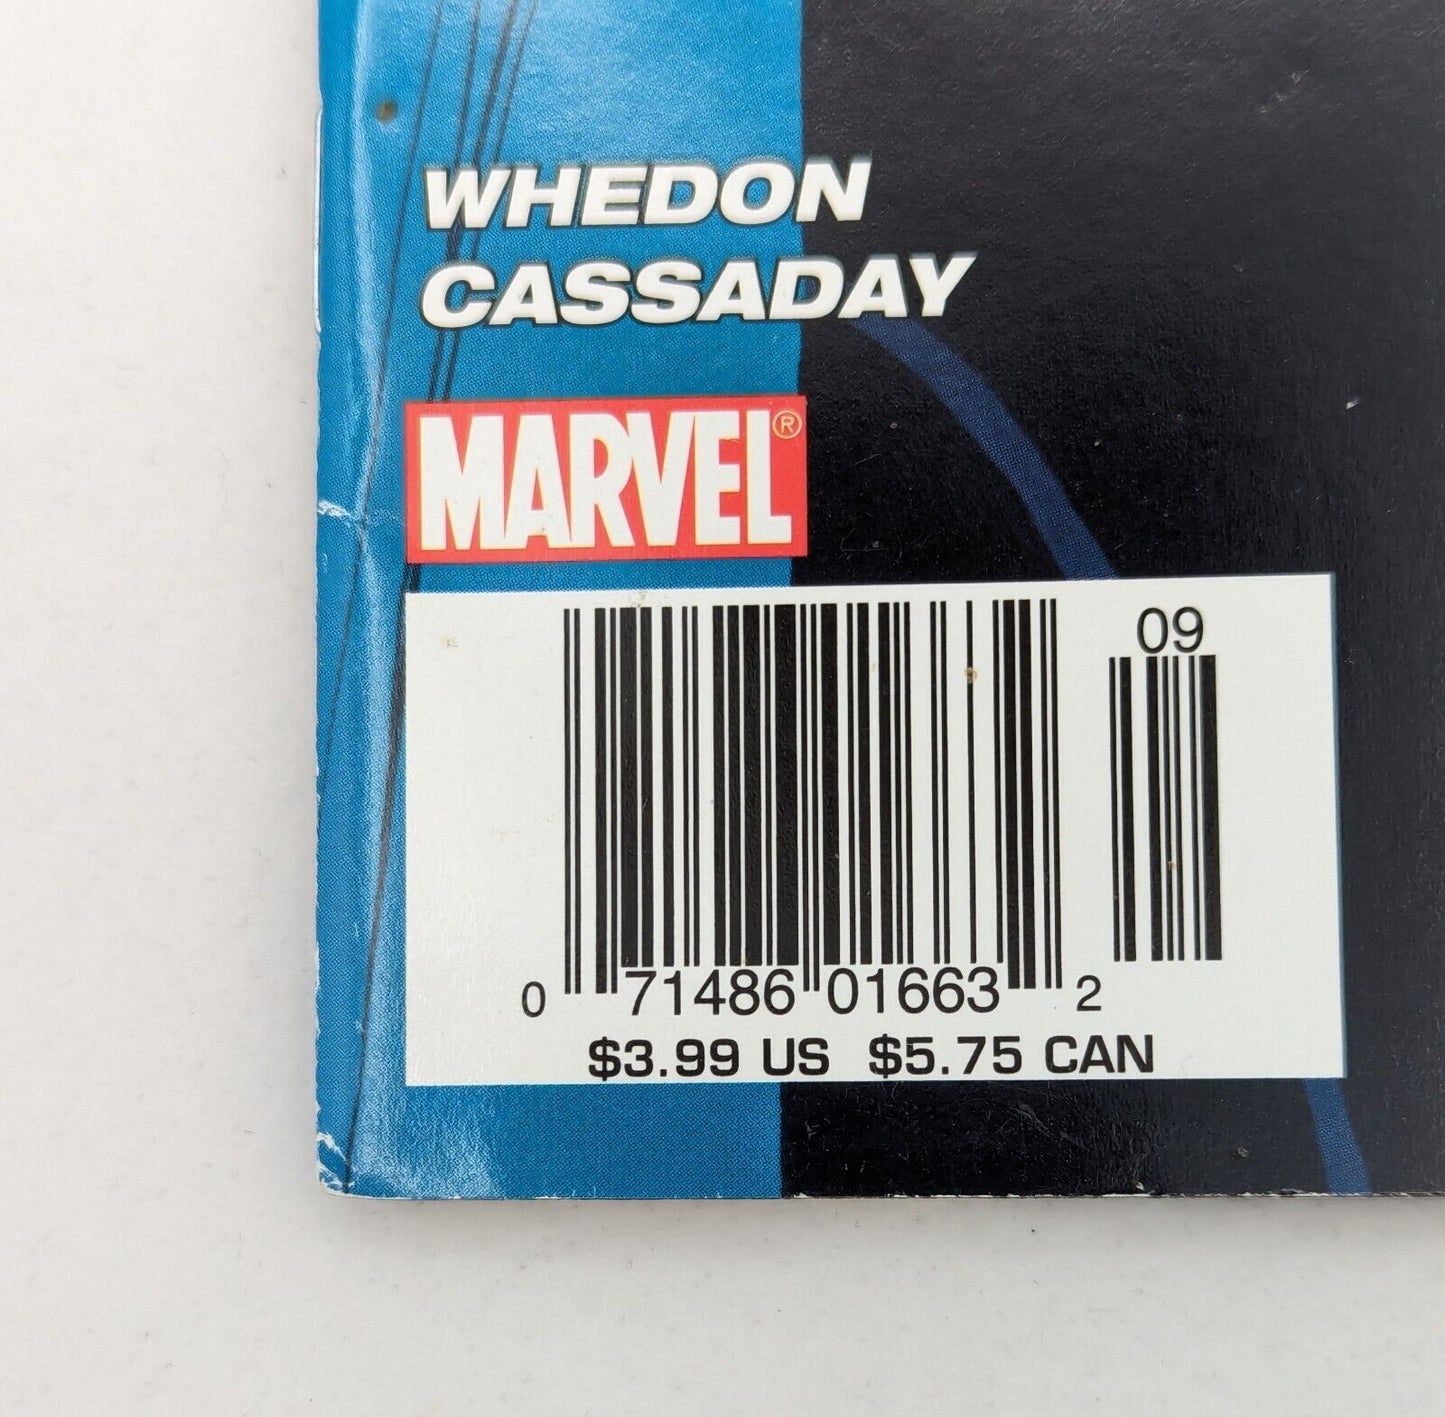 WHEDON
CASSADAY
MARVEL®
09
0 71486 01663 2
$3.99 US $5.75 CAN